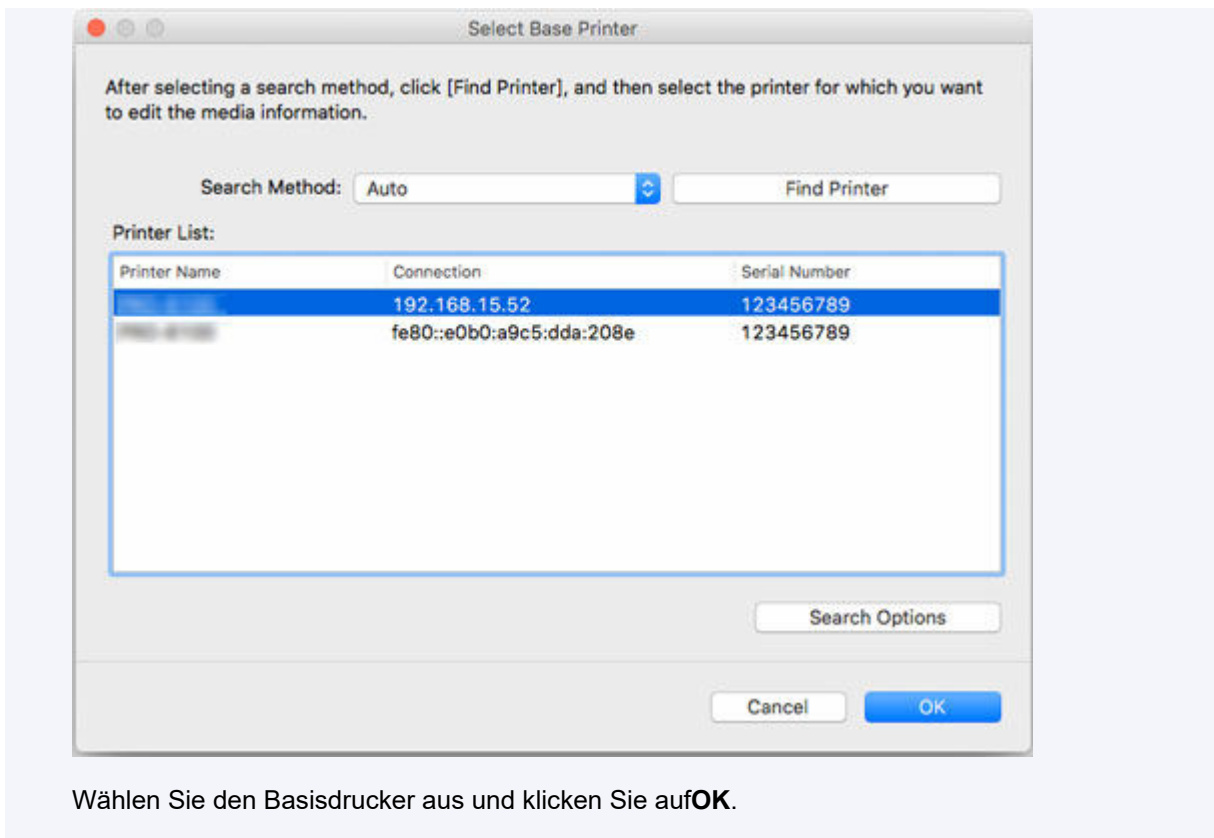 Select Base Printer
After selecting a search method, click [Find Printer], and then select the printer for which you want
to edit the media information.
Search Method: Auto Find Printer
Printer List:
Printer Name Connection Serial Number
192.168.15.52 123456789
fe80::e0b0:a9c5:dda:208e 123456789
Search Options
Cancel OK
Wählen Sie den Basisdrucker aus und klicken Sie aufOK.